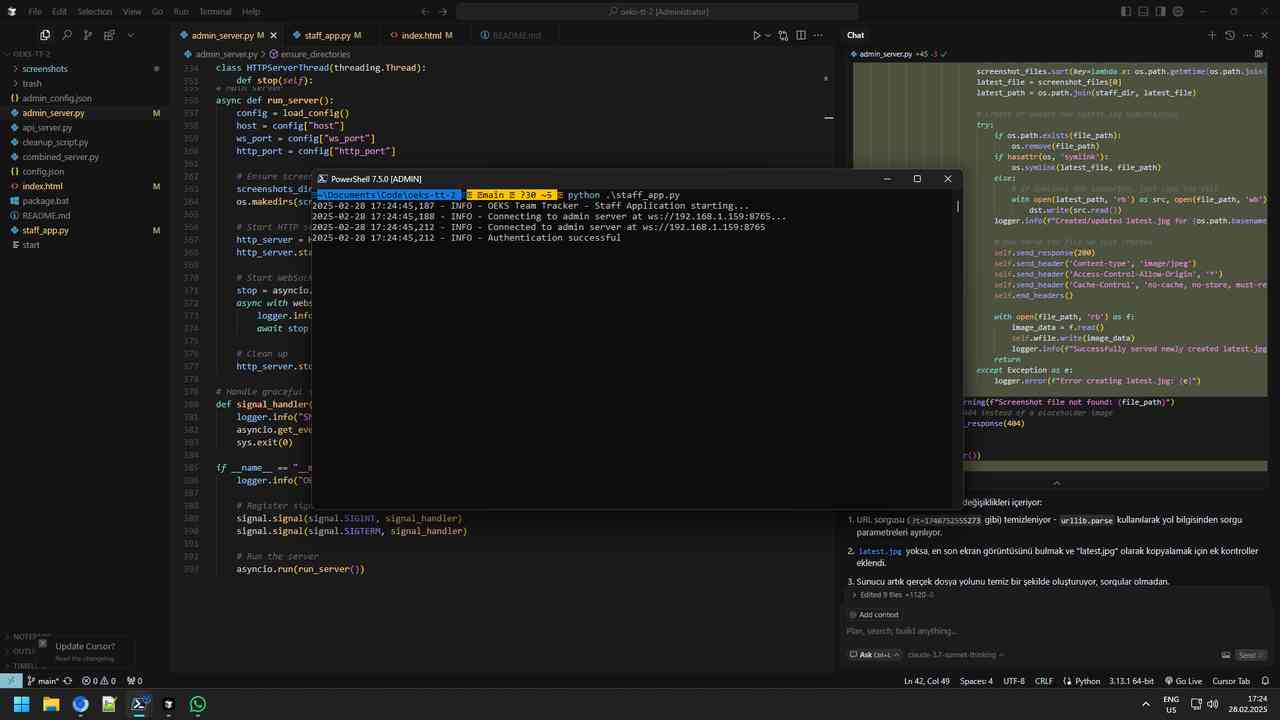 File Edit Selection View Go Run Terminal Help
oeks-tt-2 [Administrator]
OEKS-TT-2
screenshots
trash
admin_config.json
admin_server.py M
api_server.py
cleanup_script.py
combined_server.py
config.json
index.html M
package.bat
README.md
staff_app.py M
start
OUTLI
TIMELI
Update Cursor?
Read the changelog
admin_server.py M staff_app.py M index.html M README.md
admin_server.py > ensure_directories
334 class HTTPServerThread(threading.Thread):
351 def stop(self):
# Main server
356 async def run_server():
357 config = load_config()
358 host = config["host"]
359 ws_port = config["ws_port"]
360 http_port = config["http_port"]
361
362 # Ensure screen
363 screenshots_di
364 os.makedirs(sc
365
366 # Start HTTP s
367 http_server =
368 http_server.st
369
370 # Start WebSoc
371 stop = asyncio.
372 async with webs
373 logger.info
374 await stop
375
376 # Clean up
377 http_server.sto
378
379 # Handle graceful
380 def signal_handler(
381 logger.info("Sh
382 asyncio.get_eve
383 sys.exit(0)
384
385 if __name__ == "__m
386 logger.info("OE
387
388 # Register sig
389 signal.signal(signal.SIGINT, signal_handler)
390 signal.signal(signal.SIGTERM, signal_handler)
391
392 # Run the server
393 asyncio.run(run_server())
PowerShell 7.5.0 [ADMIN]
~\Documents\Code\oeks-tt-2 main ≡ ?30 ~5 python .\staff_app.py
2025-02-28 17:24:45,187 - INFO - OEKS Team Tracker - Staff Application starting...
2025-02-28 17:24:45,188 - INFO - Connecting to admin server at ws://192.168.1.159:8765...
2025-02-28 17:24:45,212 - INFO - Connected to admin server at ws://192.168.1.159:8765
2025-02-28 17:24:45,212 - INFO - Authentication successful
Chat
admin_server.py +45 -3
screenshot_files.sort(key=lambda x: os.path.getmtime(os.path.join(
latest_file = screenshot_files[0]
latest_path = os.path.join(staff_dir, latest_file)
try:
if os.path.exists(file_path):
os.remove(file_path)
if hasattr(os, 'symlink'):
os.symlink(latest_file, file_path)
else:
with open(latest_path, 'rb') as src, open(file_path, 'wb')
dst.write(src.read())
logger.info(f"Created/updated latest.jpg for {os.path.basename
# Now serve the file we just created
self.send_response(200)
self.send_header('Content-type', 'image/jpeg')
self.send_header('Access-Control-Allow-Origin', '*')
self.send_header('Cache-Control', 'no-cache, no-store, must-re
self.end_headers()
with open(file_path, 'rb') as f:
image_data = f.read()
self.wfile.write(image_data)
logger.info(f"Successfully served newly created latest.jpg
return
except Exception as e:
logger.error(f"Error creating latest.jpg: {e}")
rning(f"Screenshot file not found: {file_path}")
404 instead of a placeholder image
_response(404)
r())
değişiklikleri içeriyor:
1. URL sorgusu (?t=1740752555273 gibi) temizleniyor - urllib.parse kullanılarak yol bilgisinden sorgu
parametreleri ayrılıyor.
2. latest.jpg yoksa, en son ekran görüntüsünü bulmak ve "latest.jpg" olarak kopyalamak için ek kontroller
eklendi.
3. Sunucu artık gerçek dosya yolunu temiz bir şekilde oluşturuyor, sorgular olmadan.
Edited 9 files +1120 -0
Add context
Plan, search, build anything...
Ask Ctrl+L claude-3.7-sonnet-thinking Send
main* 0 0 0 Ln 42, Col 49 Spaces: 4 UTF-8 CRLF Python 3.13.1 64-bit Go Live Cursor Tab
ENG
US
17:24
28.02.2025